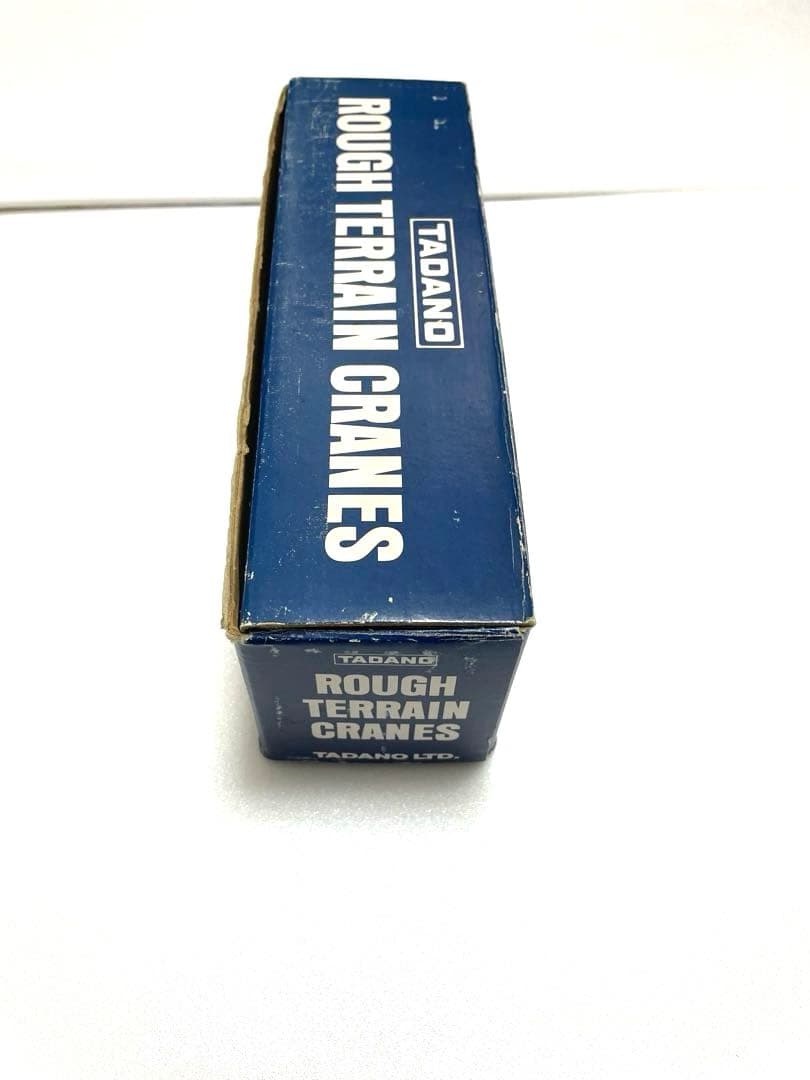 TADANO
ROUGH TERRAIN CRANES
TADANO
ROUGH
TERRAIN
CRANES
TADANO LTD.